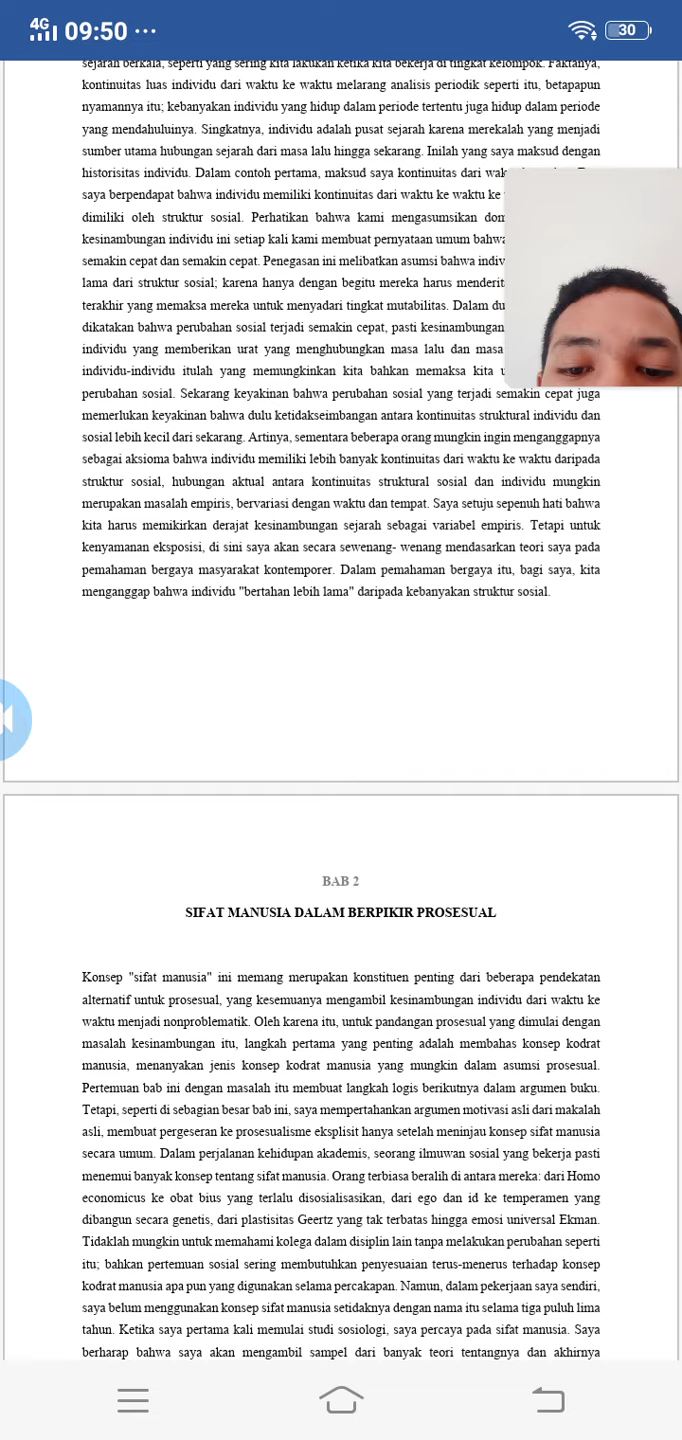 4G 09:50 ... 30
sejarah berkala, seperti yang sering kita lakukan ketika kita bekerja di tingkat kelompok. Faktanya,
kontinuitas luas individu dari waktu ke waktu melarang analisis periodik seperti itu, betapapun
nyamannya itu; kebanyakan individu yang hidup dalam periode tertentu juga hidup dalam periode
yang mendahuluinya. Singkatnya, individu adalah pusat sejarah karena merekalah yang menjadi
sumber utama hubungan sejarah dari masa lalu hingga sekarang. Inilah yang saya maksud dengan
historisitas individu. Dalam contoh pertama, maksud saya kontinuitas dari
saya berpendapat bahwa individu memiliki kontinuitas dari waktu ke waktu ke
dimiliki oleh struktur sosial. Perhatikan bahwa kami mengasumsikan
kesinambungan individu ini setiap kali kami membuat pernyataan umum
semakin cepat dan semakin cepat. Penegasan ini melibatkan asumsi bahwa
lama dari struktur sosial; karena hanya dengan begitu mereka harus
terakhir yang memaksa mereka untuk menyadari tingkat mutabilitas. Dalam
dikatakan bahwa perubahan sosial terjadi semakin cepat, pasti kesinambungan
individu yang memberikan urat yang menghubungkan masa lalu dan masa
individu-individu itulah yang memungkinkan kita bahkan memaksa kita
perubahan sosial. Sekarang keyakinan bahwa perubahan sosial yang terjadi semakin cepat juga
memerlukan keyakinan bahwa dulu ketidakseimbangan antara kontinuitas struktural individu dan
sosial lebih kecil dari sekarang. Artinya, sementara beberapa orang mungkin ingin menganggapnya
sebagai aksioma bahwa individu memiliki lebih banyak kontinuitas dari waktu ke waktu daripada
struktur sosial, hubungan aktual antara kontinuitas struktural sosial dan individu mungkin
merupakan masalah empiris, bervariasi dengan waktu dan tempat. Saya setuju sepenuh hati bahwa
kita harus memikirkan derajat kesinambungan sejarah sebagai variabel empiris. Tetapi untuk
kenyamanan eksposisi, di sini saya akan secara sewenang- wenang mendasarkan teori saya pada
pemahaman bergaya masyarakat kontemporer. Dalam pemahaman bergaya itu, bagi saya, kita
menganggap bahwa individu "bertahan lebih lama" daripada kebanyakan struktur sosial.
BAB 2
SIFAT MANUSIA DALAM BERPIKIR PROSESUAL
Konsep "sifat manusia" ini memang merupakan konstituen penting dari beberapa pendekatan
alternatif untuk prosesual, yang kesemuanya mengambil kesinambungan individu dari waktu ke
waktu menjadi nonproblematik. Oleh karena itu, untuk pandangan prosesual yang dimulai dengan
masalah kesinambungan itu, langkah pertama yang penting adalah membahas konsep kodrat
manusia, menanyakan jenis konsep kodrat manusia yang mungkin dalam asumsi prosesual.
Pertemuan bab ini dengan masalah itu membuat langkah logis berikutnya dalam argumen buku.
Tetapi, seperti di sebagian besar bab ini, saya mempertahankan argumen motivasi asli dari makalah
asli, membuat pergeseran ke prosesualisme eksplisit hanya setelah meninjau konsep sifat manusia
secara umum. Dalam perjalanan kehidupan akademis, seorang ilmuwan sosial yang bekerja pasti
menemui banyak konsep tentang sifat manusia. Orang terbiasa beralih di antara mereka: dari Homo
economicus ke obat bius yang terlalu disosialisasikan, dari ego dan id ke temperamen yang
dibangun secara genetis, dari plastisitas Geertz yang tak terbatas hingga emosi universal Ekman.
Tidaklah mungkin untuk memahami kolega dalam disiplin lain tanpa melakukan perubahan seperti
itu; bahkan pertemuan sosial sering membutuhkan penyesuaian terus-menerus terhadap konsep
kodrat manusia apa pun yang digunakan selama percakapan. Namun, dalam pekerjaan saya sendiri,
saya belum menggunakan konsep sifat manusia setidaknya dengan nama itu selama tiga puluh lima
tahun. Ketika saya pertama kali memulai studi sosiologi, saya percaya pada sifat manusia. Saya
berharap bahwa saya akan mengambil sampel dari banyak teori tentangnya dan akhirnya